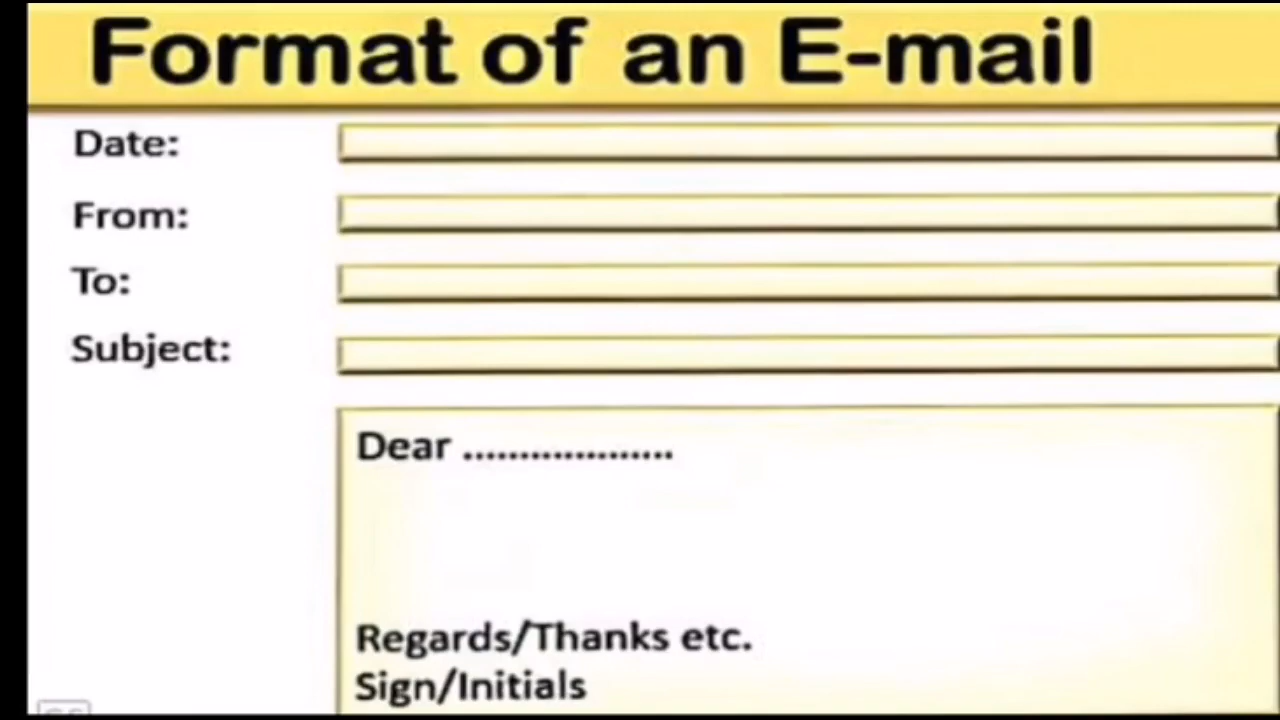 Format of an E-mail
Date:
From:
To:
Subject:
Dear ...................
Regards/Thanks etc.
Sign/Initials